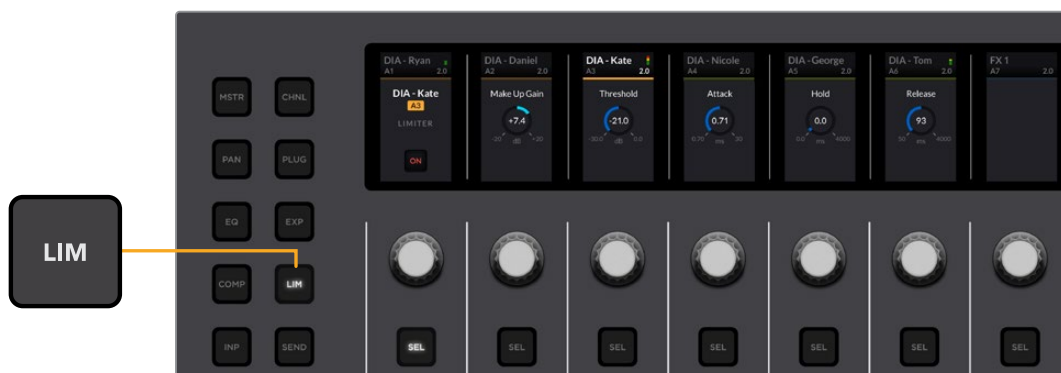 DIA - Ryan
A1 2.0
DIA - Kate
A3
LIMITER
ON
DIA - Daniel
A2 2.0
Make Up Gain
+7.4
-20 dB +20
DIA - Kate
A3 2.0
Threshold
-21.0
-30.0 dB 0.0
DIA - Nicole
A4 2.0
Attack
0.71
0.70 ms 30
DIA - George
A5 2.0
Hold
0.0
0.0 ms 4000
DIA - Tom
A6 2.0
Release
93
50 ms 4000
FX 1
A7 2.0
MSTR CHNL
PAN PLUG
EQ EXP
COMP LIM
INP SEND
LIM
SEL SEL SEL SEL SEL SEL SEL